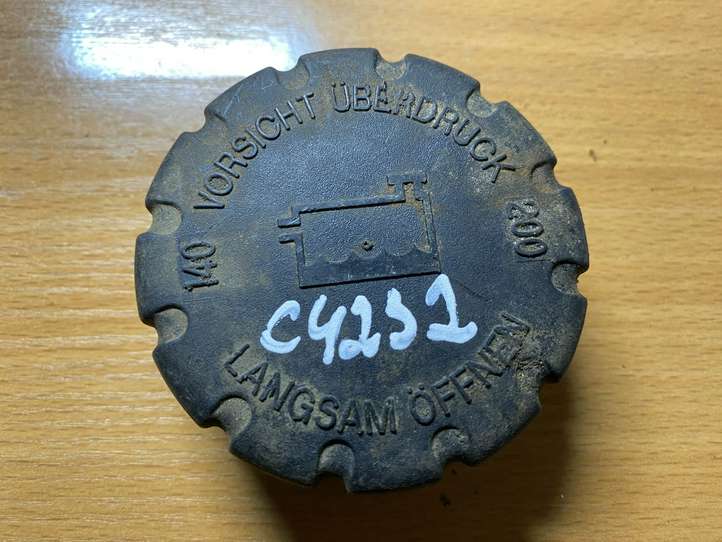 VORSICHT ÜBERDRUCK
140 200
C4231
LANGSAM ÖFFNEN